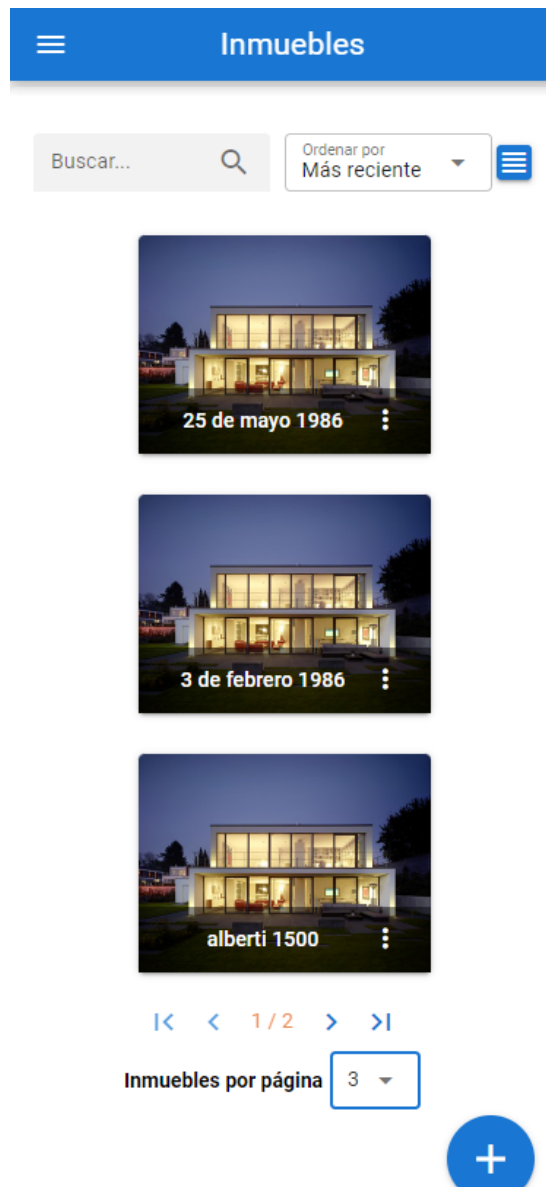 Inmuebles
Buscar...
Ordenar por
Más reciente
25 de mayo 1986
3 de febrero 1986
alberti 1500
1 / 2
Inmuebles por página 3